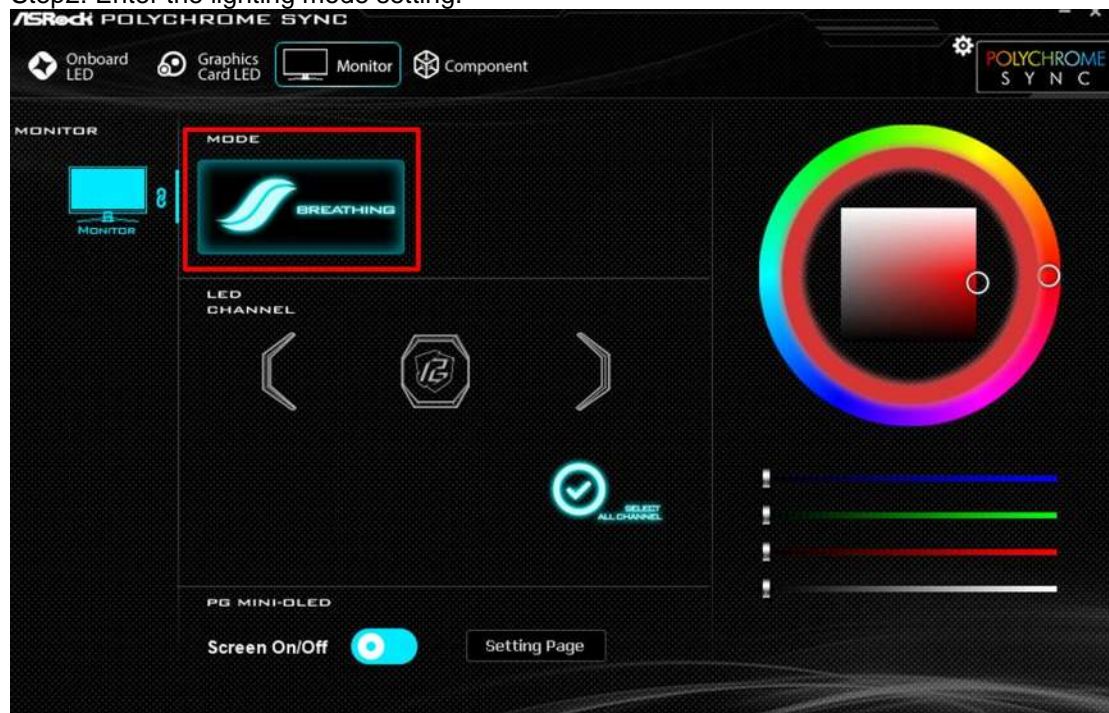 Step2. Enter the lighting mode setting.
ASRock POLYCHROME SYNC
Onboard LED
Graphics Card LED
Monitor
Component
POLYCHROME
SYNC
MONITOR
MONITOR
MODE
BREATHING
LED
CHANNEL
PG
SELECT
ALL CHANNEL
PG MINI-OLED
Screen On/Off
Setting Page